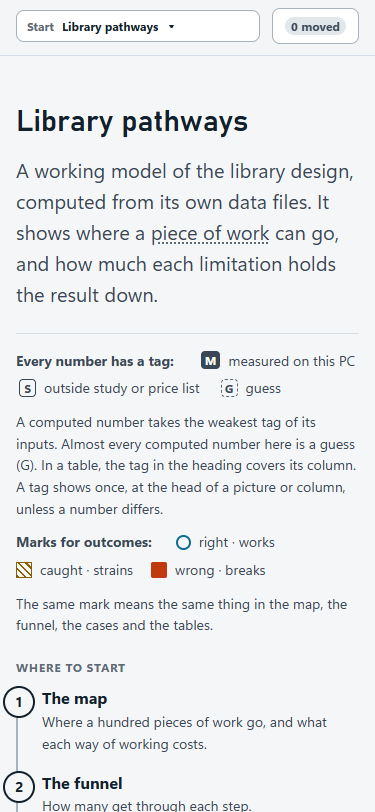 Start Library pathways
0 moved
Library pathways
A working model of the library design,
computed from its own data files. It
shows where a piece of work can go,
and how much each limitation holds
the result down.
Every number has a tag: M measured on this PC
S outside study or price list G guess
A computed number takes the weakest tag of its
inputs. Almost every computed number here is a guess
(G). In a table, the tag in the heading covers its column.
A tag shows once, at the head of a picture or column,
unless a number differs.
Marks for outcomes: right · works
caught · strains wrong · breaks
The same mark means the same thing in the map, the
funnel, the cases and the tables.
WHERE TO START
1 The map
Where a hundred pieces of work go, and what
each way of working costs.
2 The funnel
How many get through each step.